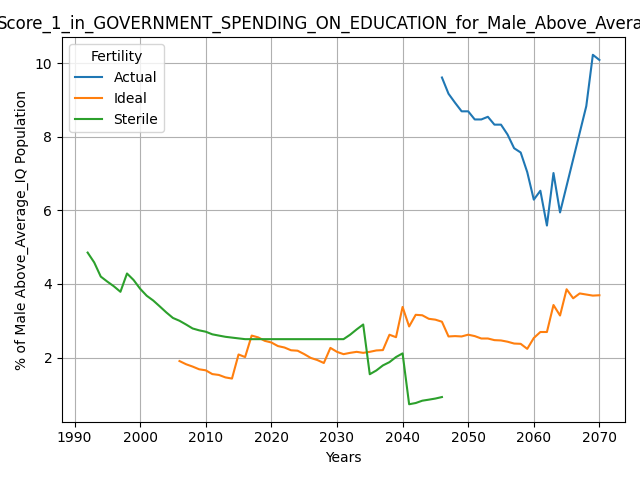 Score_1_in_GOVERNMENT_SPENDING_ON_EDUCATION_for_Male_Above_Avera
Fertility
Actual
Ideal
Sterile
% of Male Above_Average_IQ Population
10
8
6
4
2
1990 2000 2010 2020 2030 2040 2050 2060 2070
Years